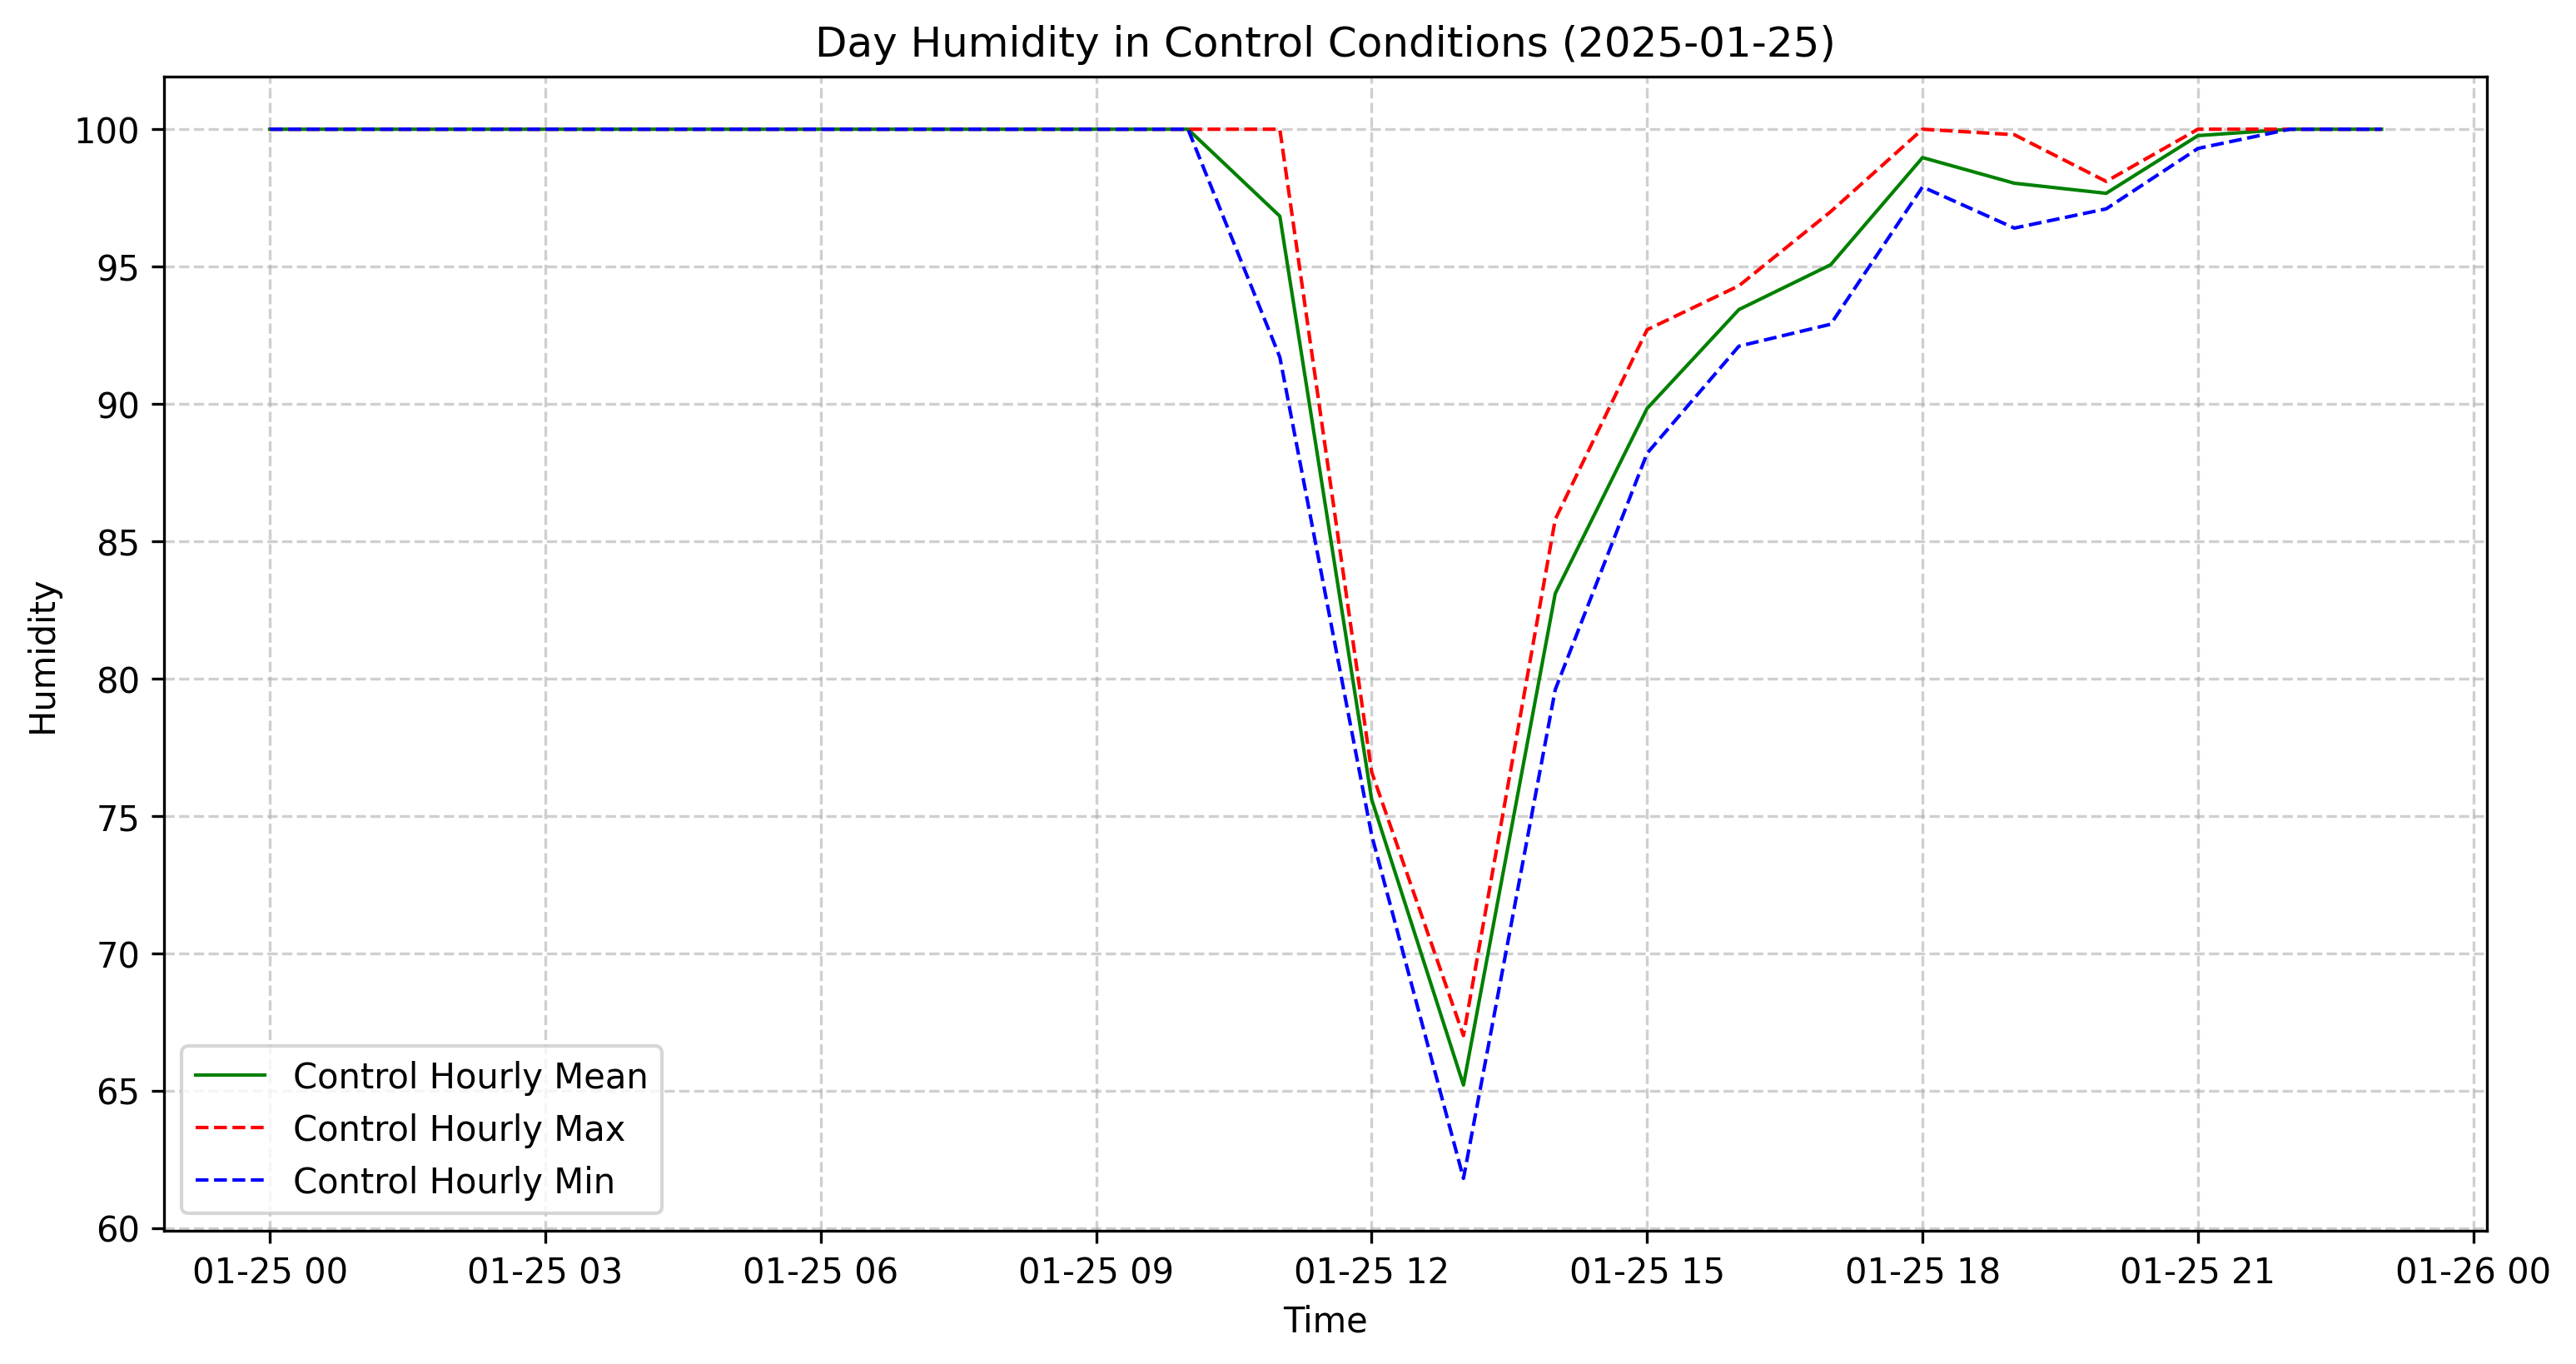 Day Humidity in Control Conditions (2025-01-25)
100
95
90
85
80
75
70
65
60
Humidity
Control Hourly Mean
Control Hourly Max
Control Hourly Min
01-25 00 01-25 03 01-25 06 01-25 09 01-25 12 01-25 15 01-25 18 01-25 21 01-26 00
Time